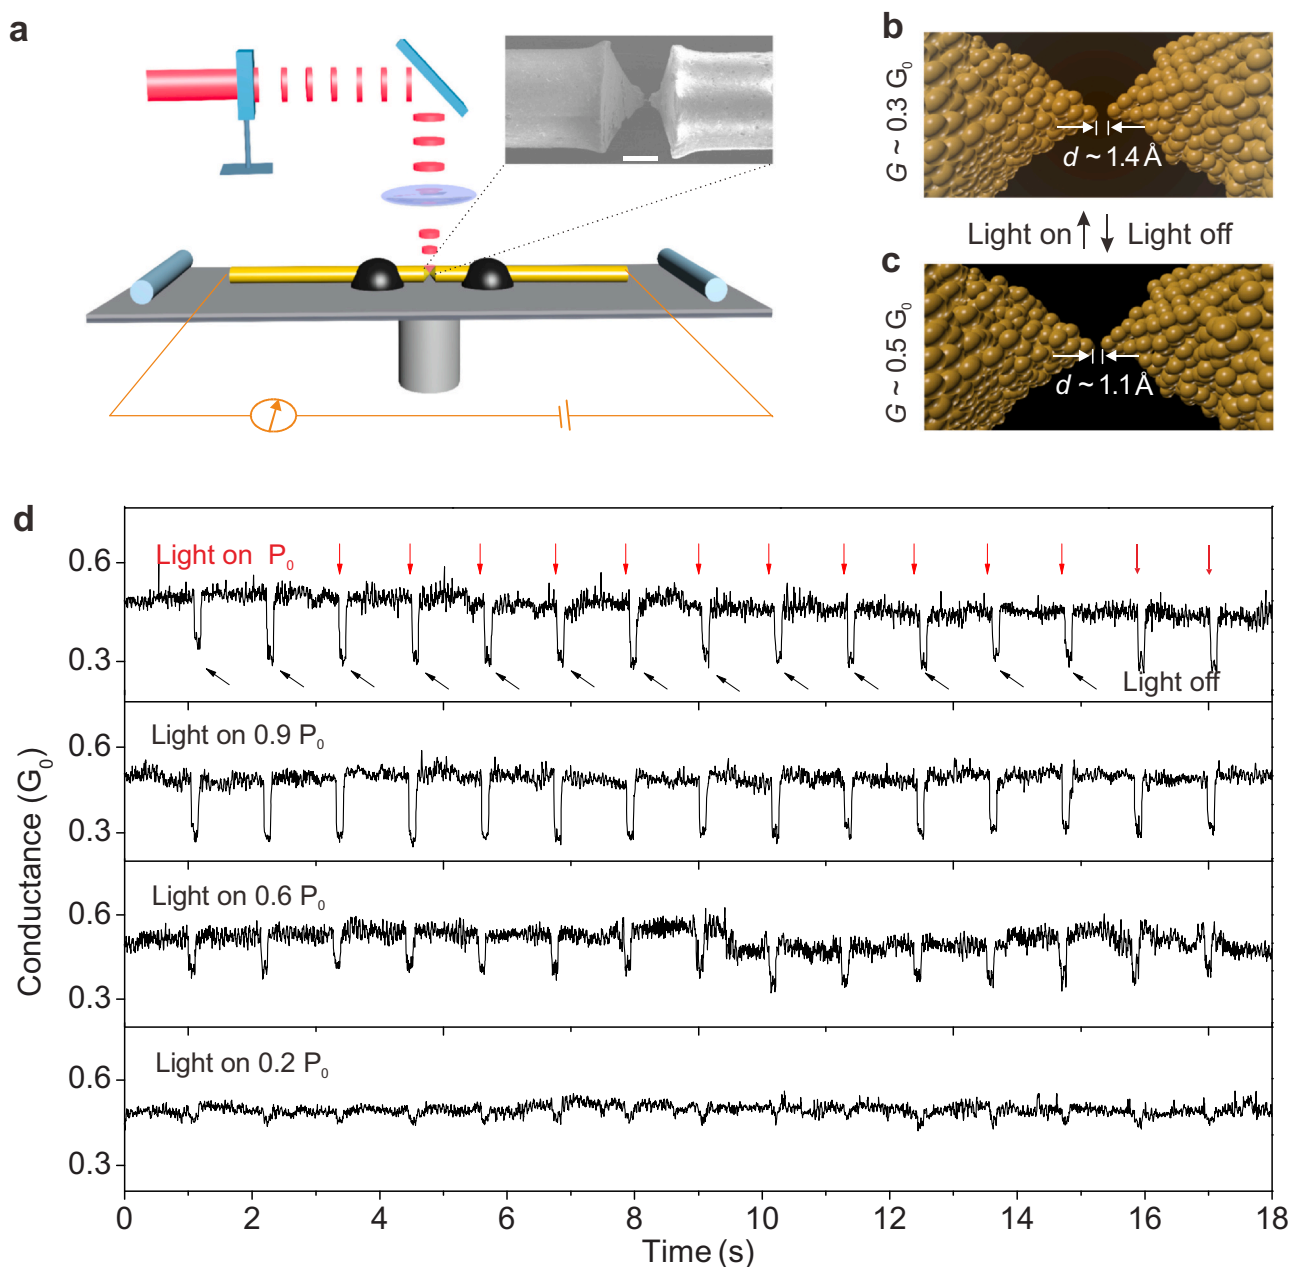 a
b
G ~ 0.3 G₀
d ~ 1.4 Å
Light on
Light off
c
G ~ 0.5 G₀
d ~ 1.1 Å
d
Conductance (G₀)
Light on P₀
0.6
0.3
Light off
Light on 0.9 P₀
0.6
0.3
Light on 0.6 P₀
0.6
0.3
Light on 0.2 P₀
0.6
0.3
0 2 4 6 8 10 12 14 16 18
Time (s)